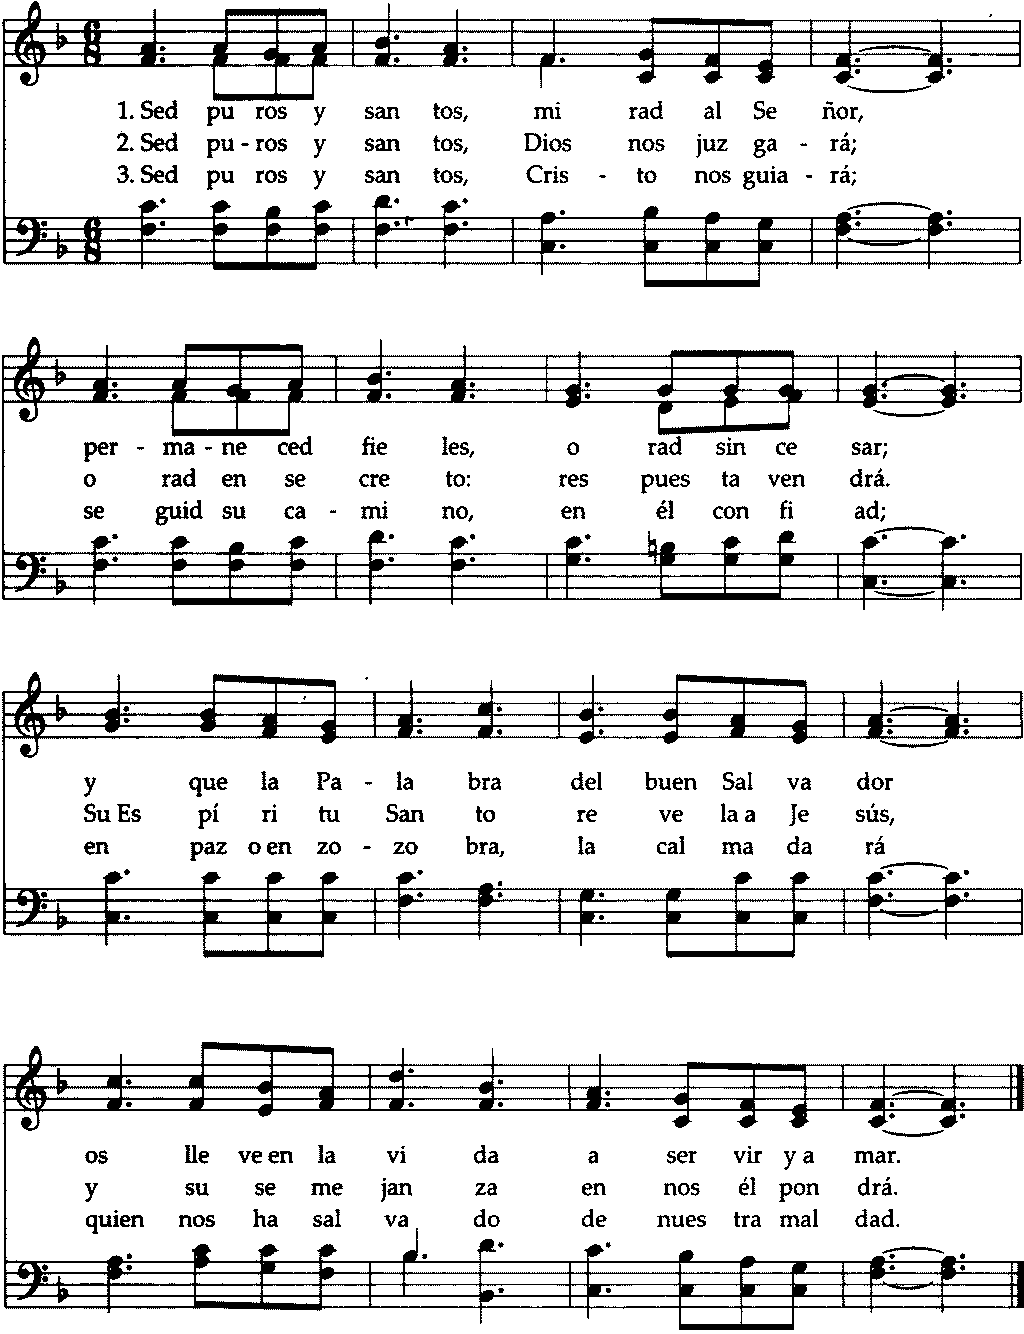 1. Sed pu ros y san tos, mi rad al Se ñor,
2. Sed pu - ros y san tos, Dios nos juz ga - rá;
3. Sed pu ros y san tos, Cris - to nos guia - rá;
per - ma - ne ced fie les, o rad sin ce sar;
o rad en se cre to: res pues ta ven drá.
se guid su ca - mi no, en él con fi ad;
y que la Pa - la bra del buen Sal va dor
Su Es pí ri tu San to re ve la a Je sús,
en paz o en zo - zo bra, la cal ma da rá
os lle ve en la vi da a ser vir y a mar.
y su se me jan za en nos él pon drá.
quien nos ha sal va do de nues tra mal dad.